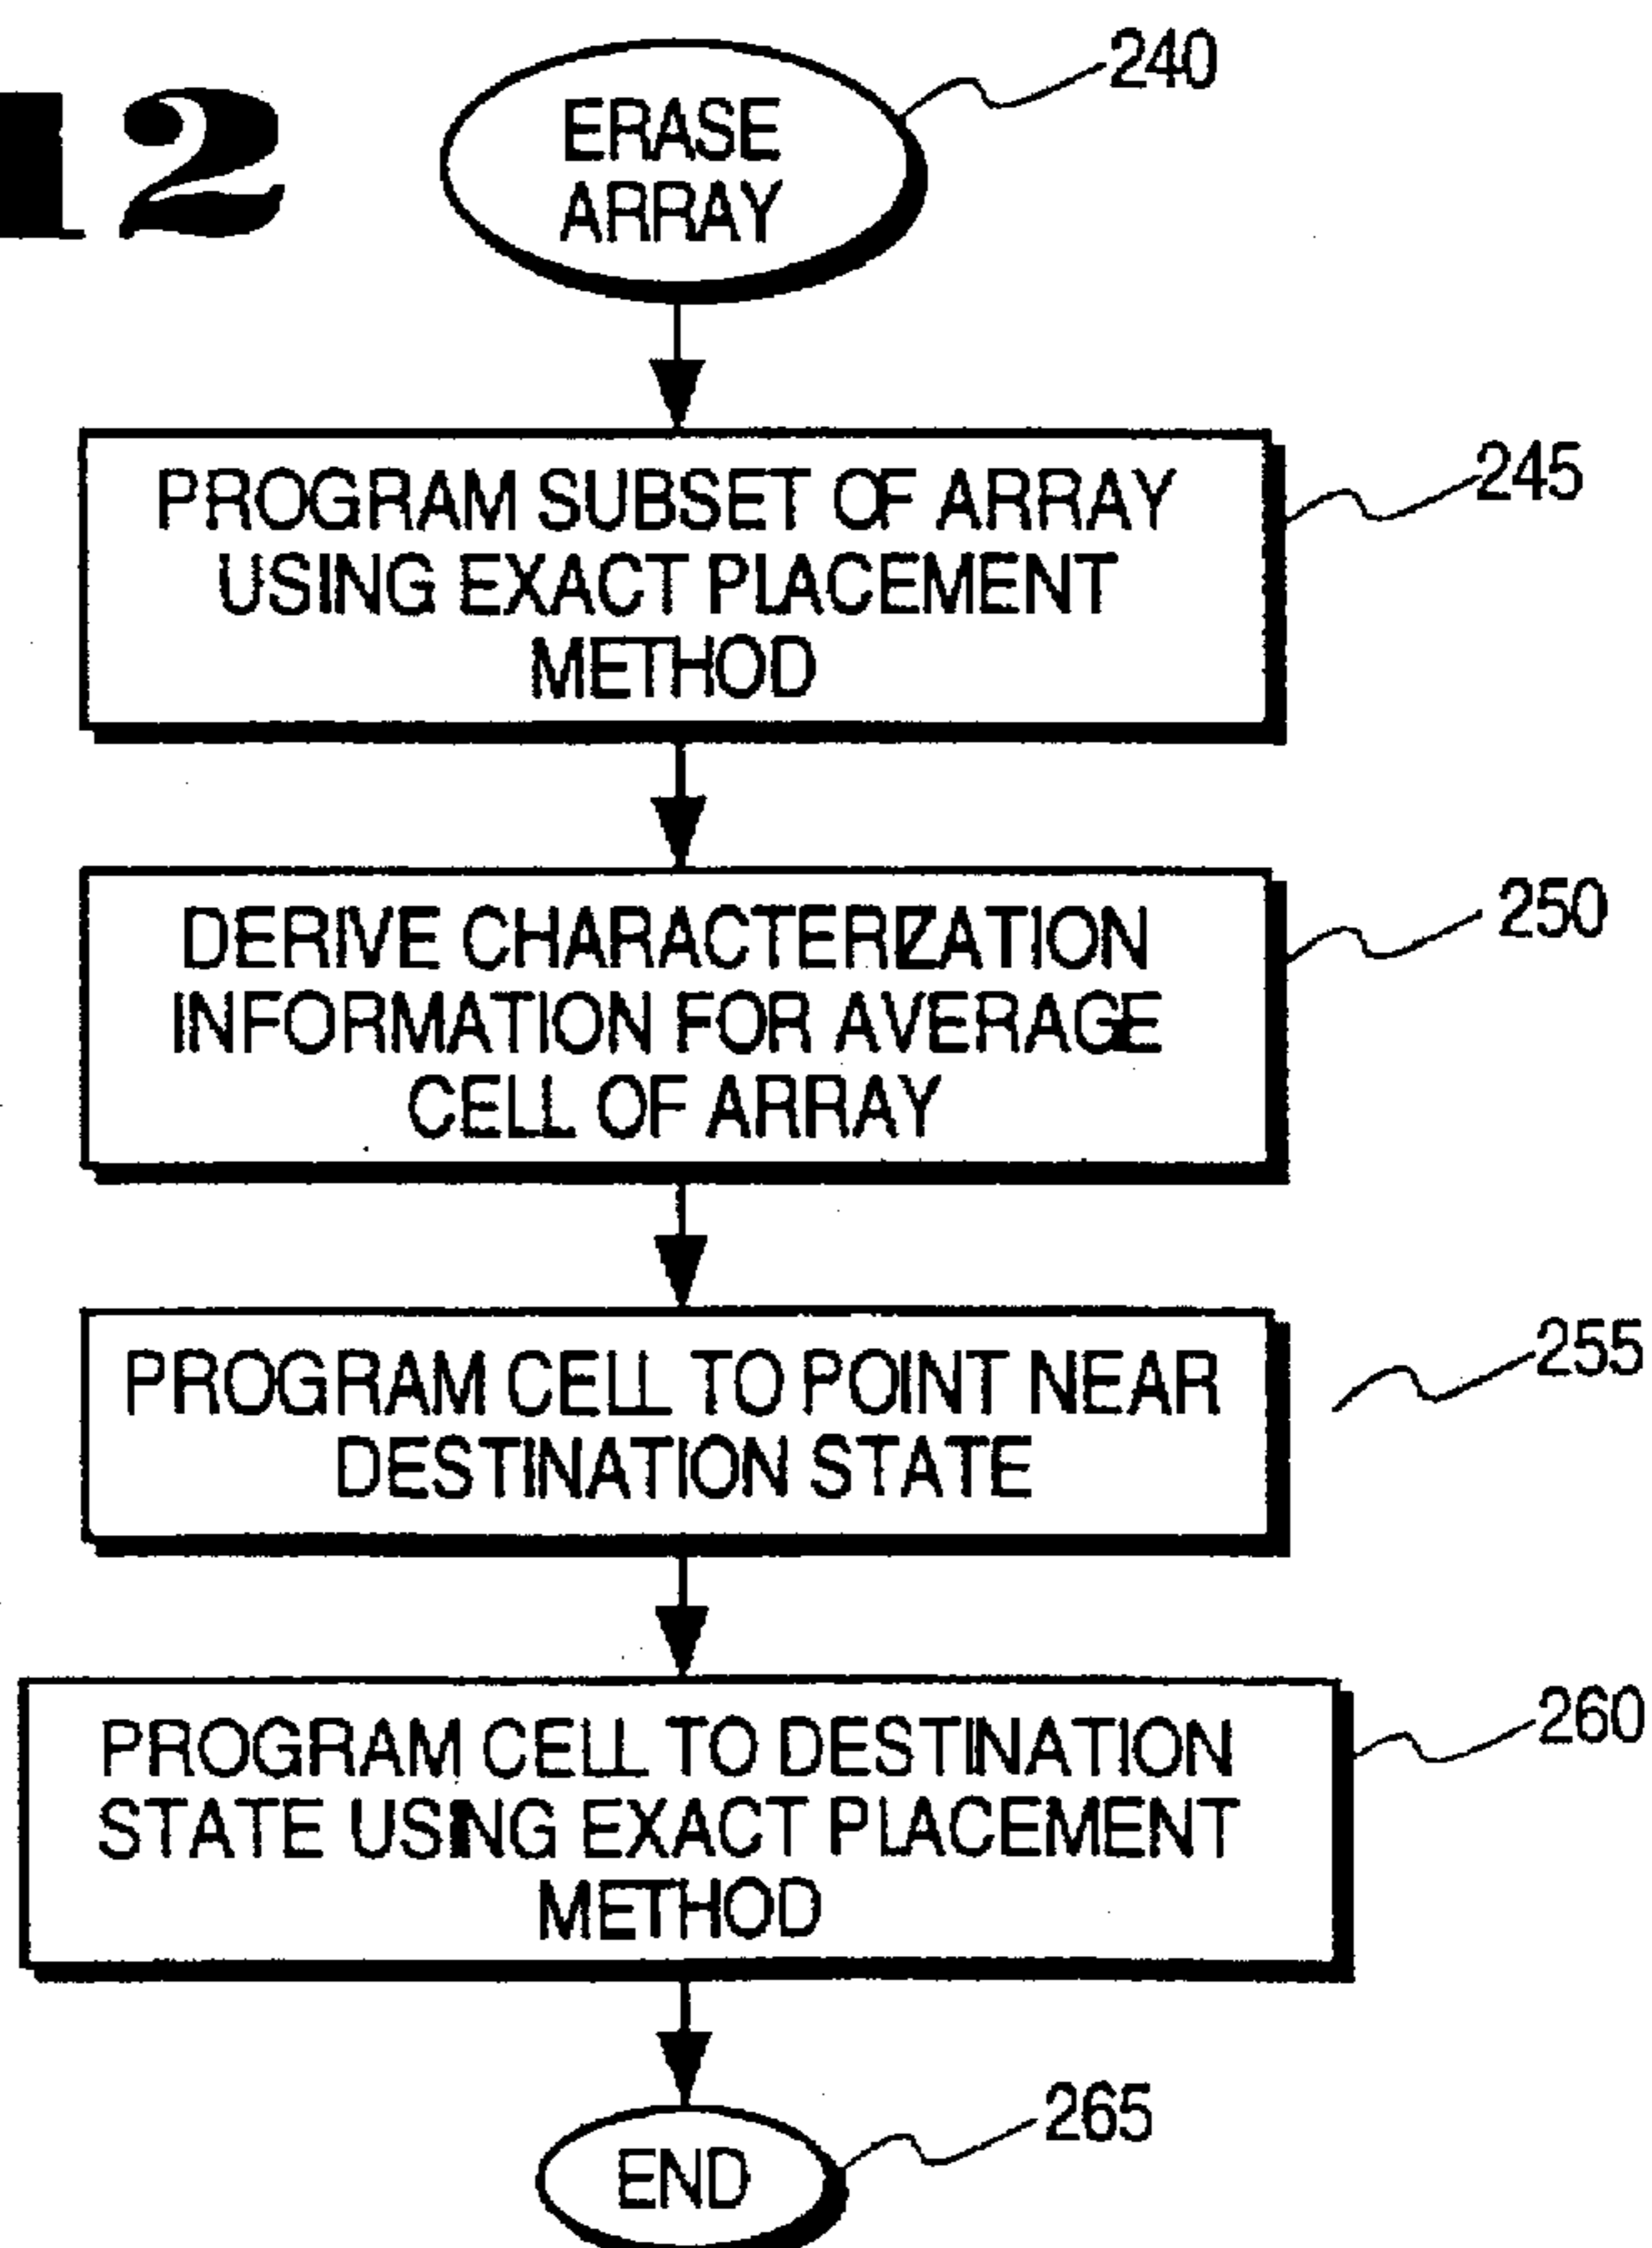 12
ERASE
ARRAY
240
PROGRAM SUBSET OF ARRAY
USING EXACT PLACEMENT
METHOD
245
DERIVE CHARACTERIZATION
INFORMATION FOR AVERAGE
CELL OF ARRAY
250
PROGRAM CELL TO POINT NEAR
DESTINATION STATE
255
PROGRAM CELL TO DESTINATION
STATE USING EXACT PLACEMENT
METHOD
260
END
265